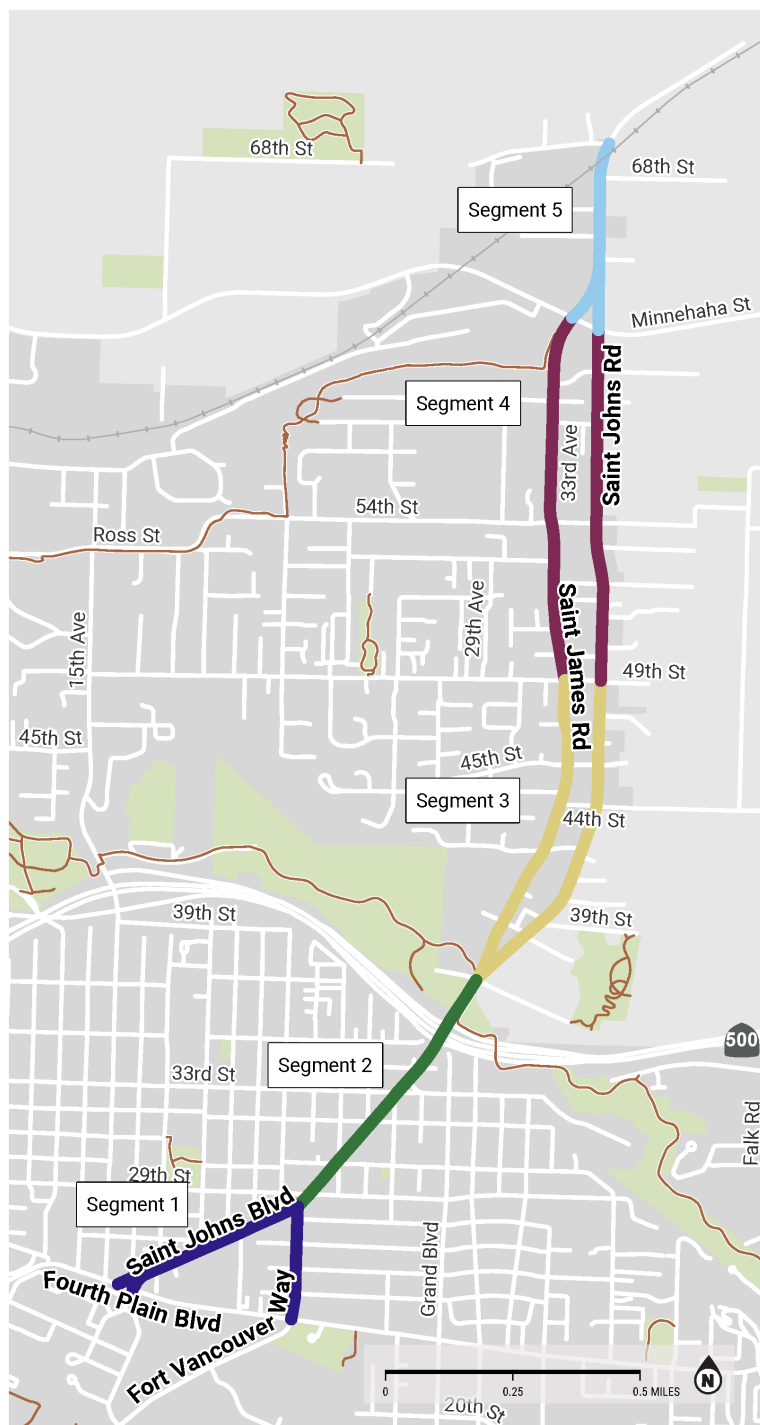 68th St
68th St
Segment 5
Minnehaha St
Saint Johns Rd
Segment 4
33rd Ave
54th St
Ross St
29th Ave
15th Ave
Saint James Rd
49th St
45th St
45th St
Segment 3
44th St
39th St
39th St
500
Segment 2
33rd St
Falk Rd
29th St
Segment 1
Saint Johns Blvd
Grand Blvd
Fourth Plain Blvd
Fort Vancouver Way
0 0.25 0.5 MILES
N
20th St